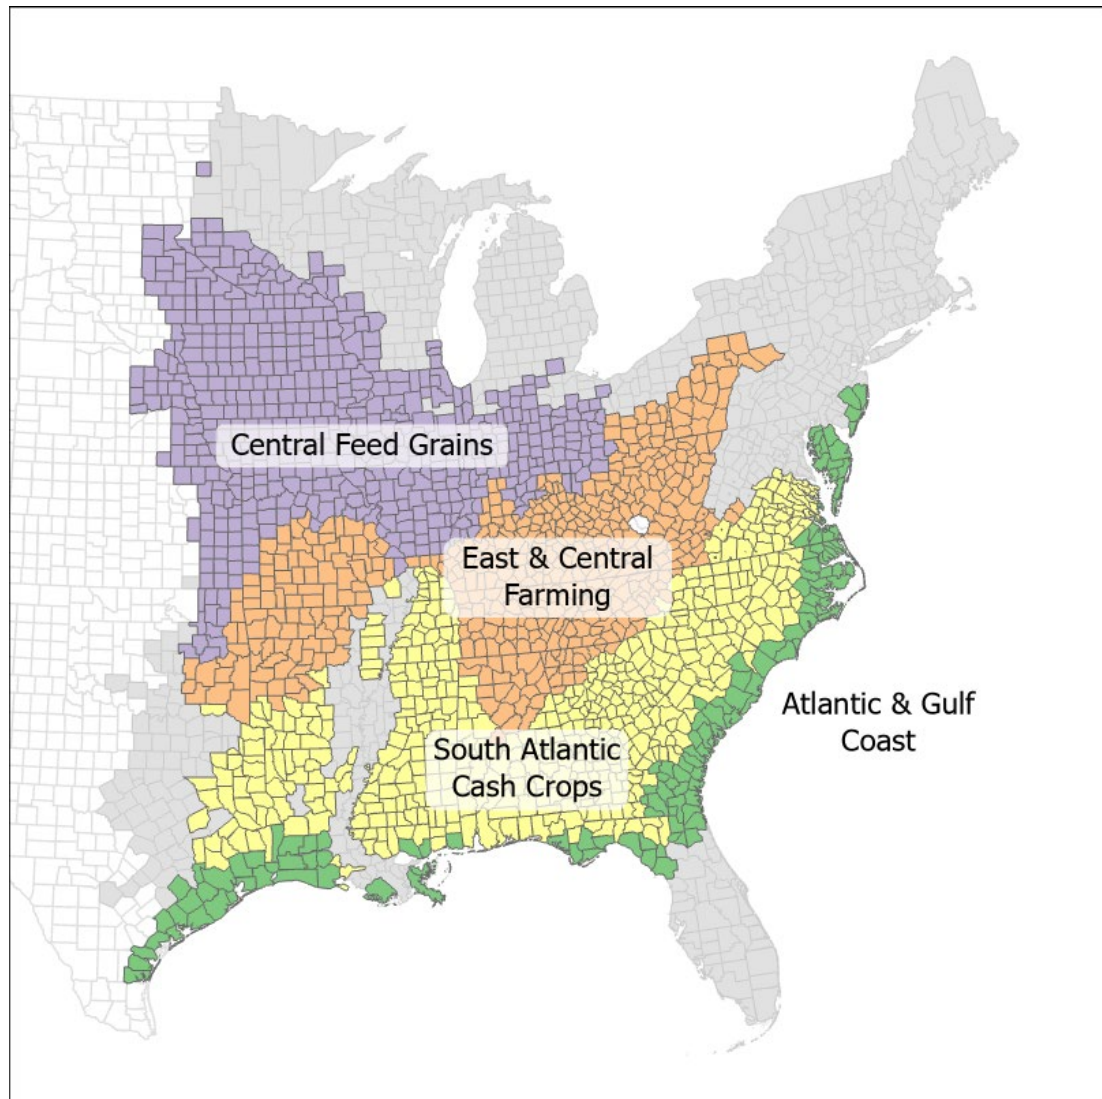 Central Feed Grains
East & Central
Farming
Atlantic & Gulf
Coast
South Atlantic
Cash Crops